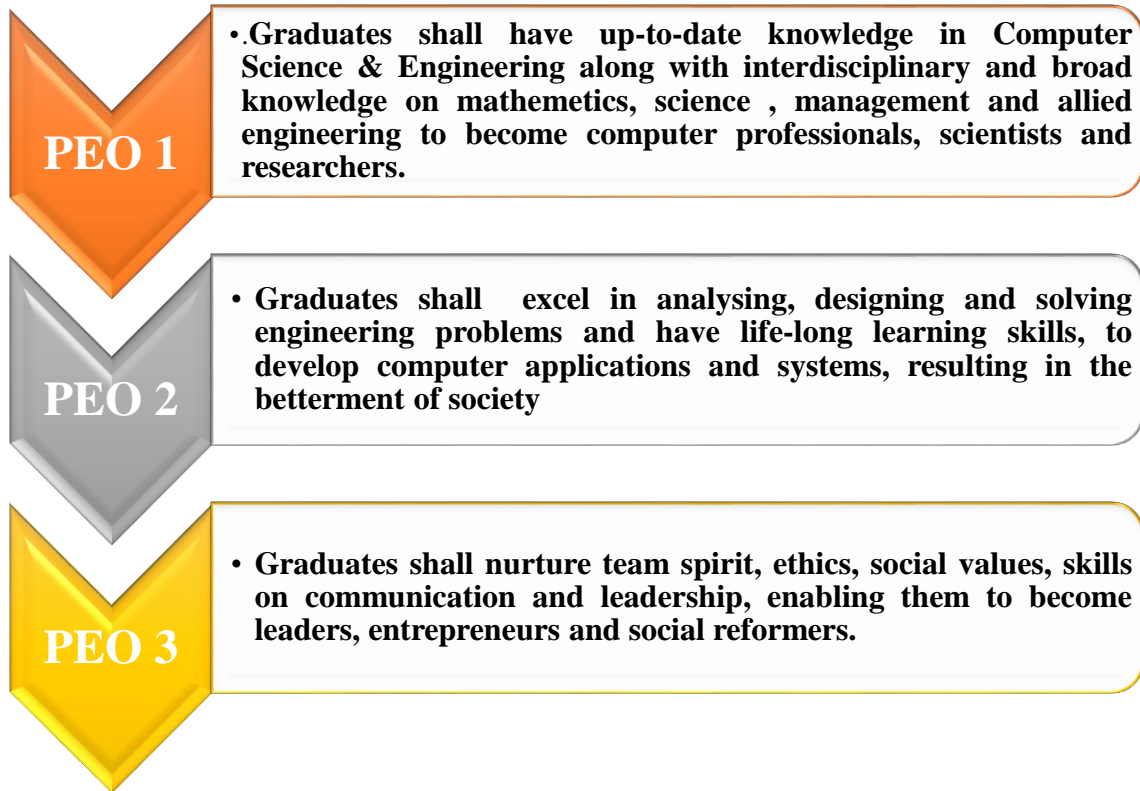 PEO 1
•.Graduates shall have up-to-date knowledge in Computer
Science & Engineering along with interdisciplinary and broad
knowledge on mathemetics, science , management and allied
engineering to become computer professionals, scientists and
researchers.
PEO 2
• Graduates shall excel in analysing, designing and solving
engineering problems and have life-long learning skills, to
develop computer applications and systems, resulting in the
betterment of society
PEO 3
• Graduates shall nurture team spirit, ethics, social values, skills
on communication and leadership, enabling them to become
leaders, entrepreneurs and social reformers.